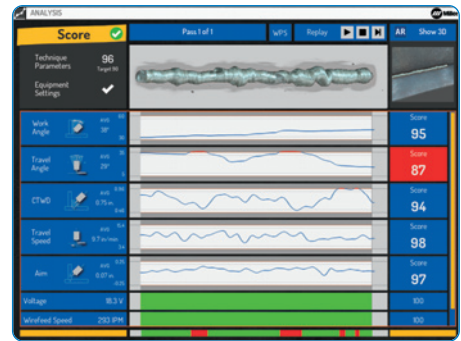 ANALYSIS
Miller
Score
Pass 1 of 1
WPS
Replay
AR
Show 3D
Technique Parameters
96
Target 90
Equipment Settings
Work Angle
AVG
38°
Score
95
Travel Angle
AVG
29°
Score
87
CTWD
AVG
0.75 in.
Score
94
Travel Speed
AVG
9.7 in/min
Score
98
Aim
AVG
0.07 in.
Score
97
Voltage
18.3 V
100
Wirefeed Speed
293 IPM
100